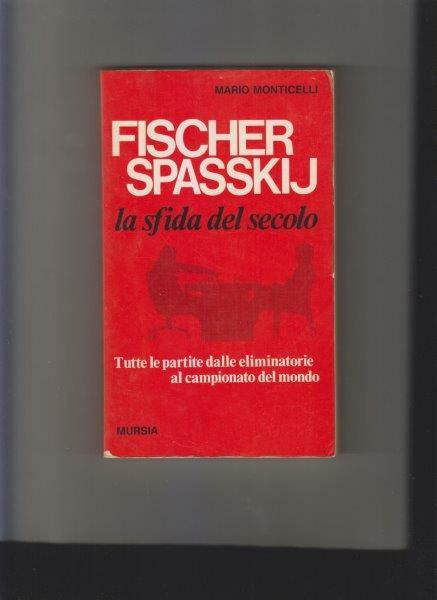 MARIO MONTICELLI
FISCHER
SPASSKIJ
la sfida del secolo
Tutte le partite dalle eliminatorie
al campionato del mondo
MURSIA